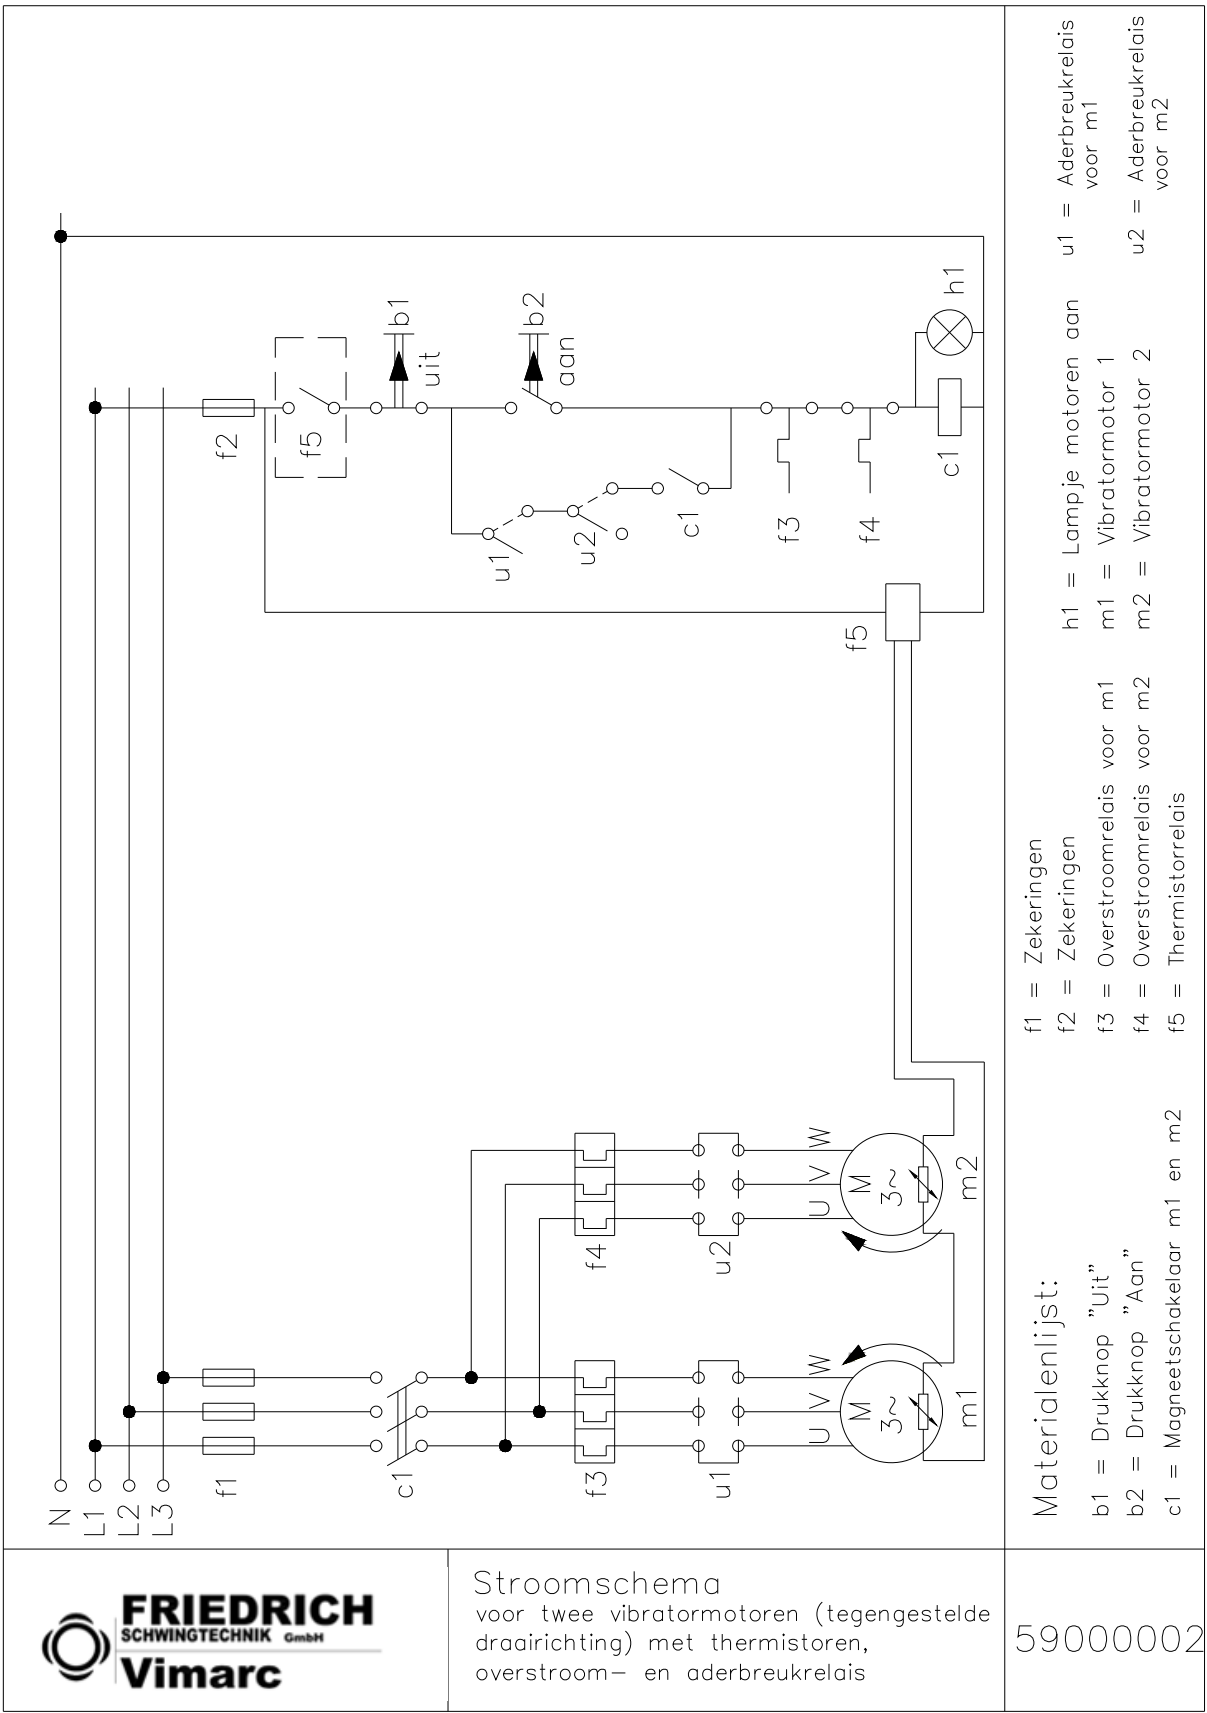 b1
uit
b2
aan
f2
f5
h1
c1
u1
u2
c1
f3
f4
f5
N
L1
L2
L3
f1
c1
f3
u1
U
V
W
M
3~
m1
f4
u2
U
V
W
M
3~
m2
Materialenlijst:
b1 = Drukknop "Uit"
b2 = Drukknop "Aan"
c1 = Magneetschakelaar m1 en m2
f1 = Zekeringen
f2 = Zekeringen
f3 = Overstroomrelais voor m1
f4 = Overstroomrelais voor m2
f5 = Thermistorrelais
h1 = Lampje motoren aan
m1 = Vibratormotor 1
m2 = Vibratormotor 2
u1 = Aderbreukrelais
voor m1
u2 = Aderbreukrelais
voor m2
FRIEDRICH
SCHWINGTECHNIK GmbH
Vimarc
Stroomschema
voor twee vibratormotoren (tegengestelde
draairichting) met thermistoren,
overstroom- en aderbreukrelais
59000002